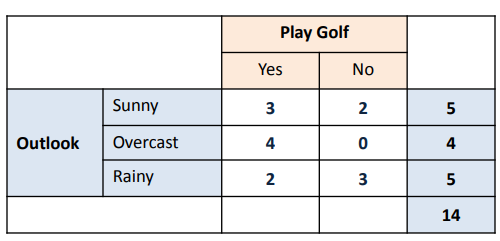 Play Golf
Yes No
Sunny 3 2 5
Outlook Overcast 4 0 4
Rainy 2 3 5
14